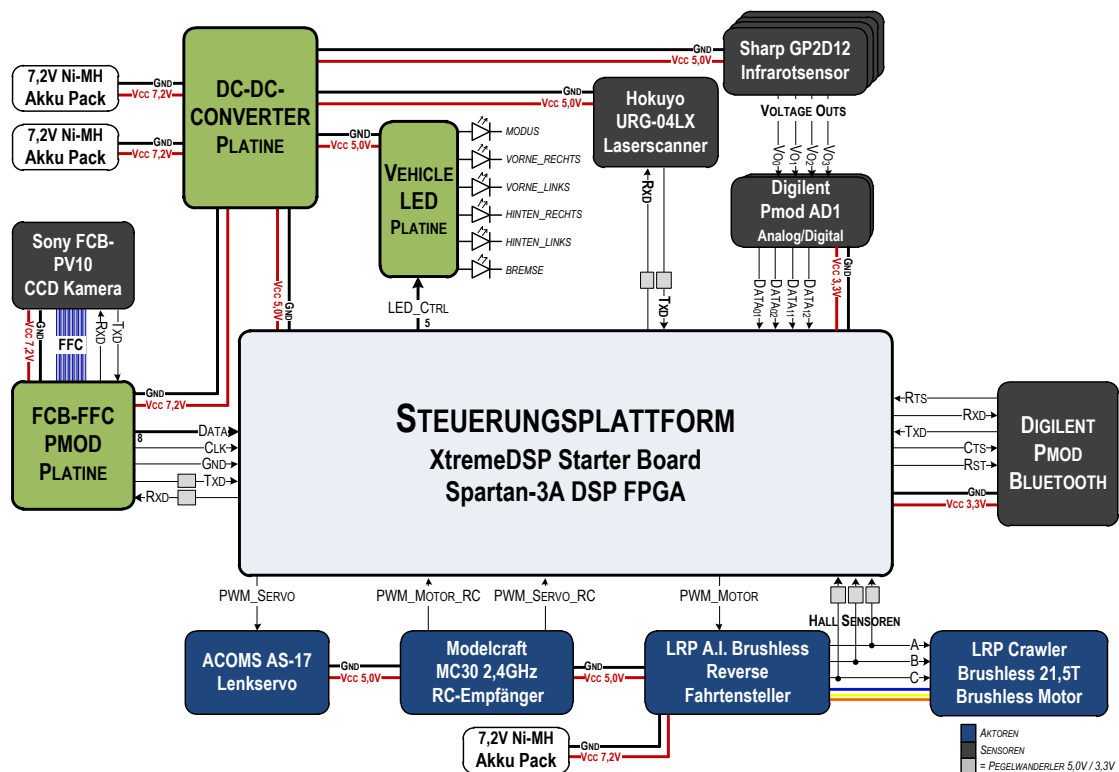 7,2V Ni-MH
Akku Pack
GND
VCC 7,2V
7,2V Ni-MH
Akku Pack
GND
VCC 7,2V
DC-DC-
CONVERTER
PLATINE
GND
VCC 5,0V
Sharp GP2D12
Infrarotsensor
GND
VCC 5,0V
Hokuyo
URG-04LX
Laserscanner
GND
VCC 5,0V
VEHICLE
LED
PLATINE
MODUS
VORNE_RECHTS
VORNE_LINKS
HINTEN_RECHTS
HINTEN_LINKS
BREMSE
VOLTAGE OUTS
VO0
VO1
VO2
VO3
Digilent
Pmod AD1
Analog/Digital
DATA01
DATA02
DATA11
DATA12
VCC 3,3V
GND
RXD
TXD
LED_CTRL
5
VCC 5,0V
GND
Sony FCB-
PV10
CCD Kamera
VCC 7,2V
GND
FFC
RXD
TXD
FCB-FFC
PMOD
PLATINE
GND
VCC 7,2V
DATA
8
CLK
GND
TXD
RXD
STEUERUNGSPLATTFORM
XtremeDSP Starter Board
Spartan-3A DSP FPGA
RTS
RXD
TXD
CTS
RST
GND
VCC 3,3V
DIGILENT
PMOD
BLUETOOTH
PWM_SERVO
PWM_MOTOR_RC
PWM_SERVO_RC
PWM_MOTOR
HALL SENSOREN
ACOMS AS-17
Lenkservo
GND
VCC 5,0V
Modelcraft
MC30 2,4GHz
RC-Empfänger
GND
VCC 5,0V
LRP A.I. Brushless
Reverse
Fahrtensteller
A
B
C
LRP Crawler
Brushless 21,5T
Brushless Motor
7,2V Ni-MH
Akku Pack
GND
VCC 7,2V
AKTOREN
SENSOREN
= PEGELWANDERLER 5,0V / 3,3V